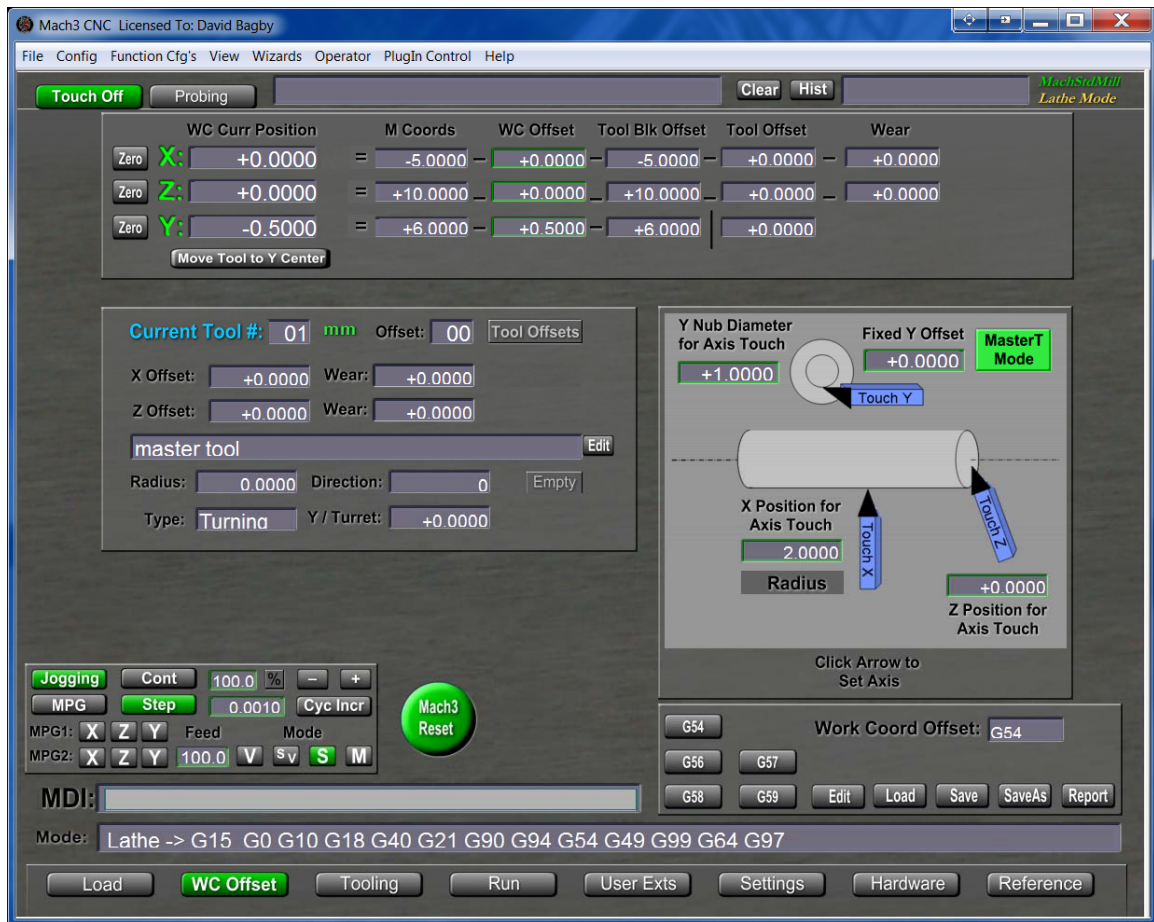 Mach3 CNC Licensed To: David Bagby
File Config Function Cfg's View Wizards Operator PlugIn Control Help
Touch Off Probing Clear Hist MachStdMill
Lathe Mode
WC Curr Position M Coords WC Offset Tool Blk Offset Tool Offset Wear
Zero X: +0.0000 = -5.0000 – +0.0000 – -5.0000 – +0.0000 – +0.0000
Zero Z: +0.0000 = +10.0000 – +0.0000 – +10.0000 – +0.0000 – +0.0000
Zero Y: -0.5000 = +6.0000 – +0.5000 – +6.0000 | +0.0000
Move Tool to Y Center
Current Tool #: 01 mm Offset: 00 Tool Offsets
X Offset: +0.0000 Wear: +0.0000
Z Offset: +0.0000 Wear: +0.0000
master tool Edit
Radius: 0.0000 Direction: 0 Empty
Type: Turning Y / Turret: +0.0000
Y Nub Diameter
for Axis Touch
+1.0000
Fixed Y Offset
+0.0000
MasterT
Mode
Touch Y
X Position for
Axis Touch
2.0000
Radius
Touch X
Touch Z
+0.0000
Z Position for
Axis Touch
Click Arrow to
Set Axis
Jogging Cont 100.0 % – +
MPG Step 0.0010 Cyc Incr
MPG1: X Z Y Feed Mode
MPG2: X Z Y 100.0 V SV S M
Mach3
Reset
G54 Work Coord Offset: G54
G56 G57
G58 G59 Edit Load Save SaveAs Report
MDI:
Mode: Lathe -> G15 G0 G10 G18 G40 G21 G90 G94 G54 G49 G99 G64 G97
Load WC Offset Tooling Run User Exts Settings Hardware Reference